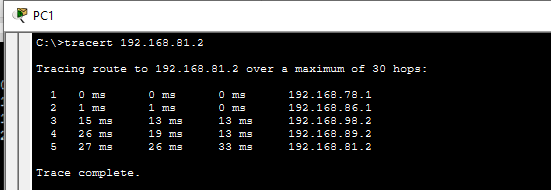 PC1
C:\>tracert 192.168.81.2
Tracing route to 192.168.81.2 over a maximum of 30 hops:
1 0 ms 0 ms 0 ms 192.168.78.1
2 1 ms 1 ms 0 ms 192.168.86.1
3 15 ms 13 ms 13 ms 192.168.98.2
4 26 ms 19 ms 13 ms 192.168.89.2
5 27 ms 26 ms 33 ms 192.168.81.2
Trace complete.